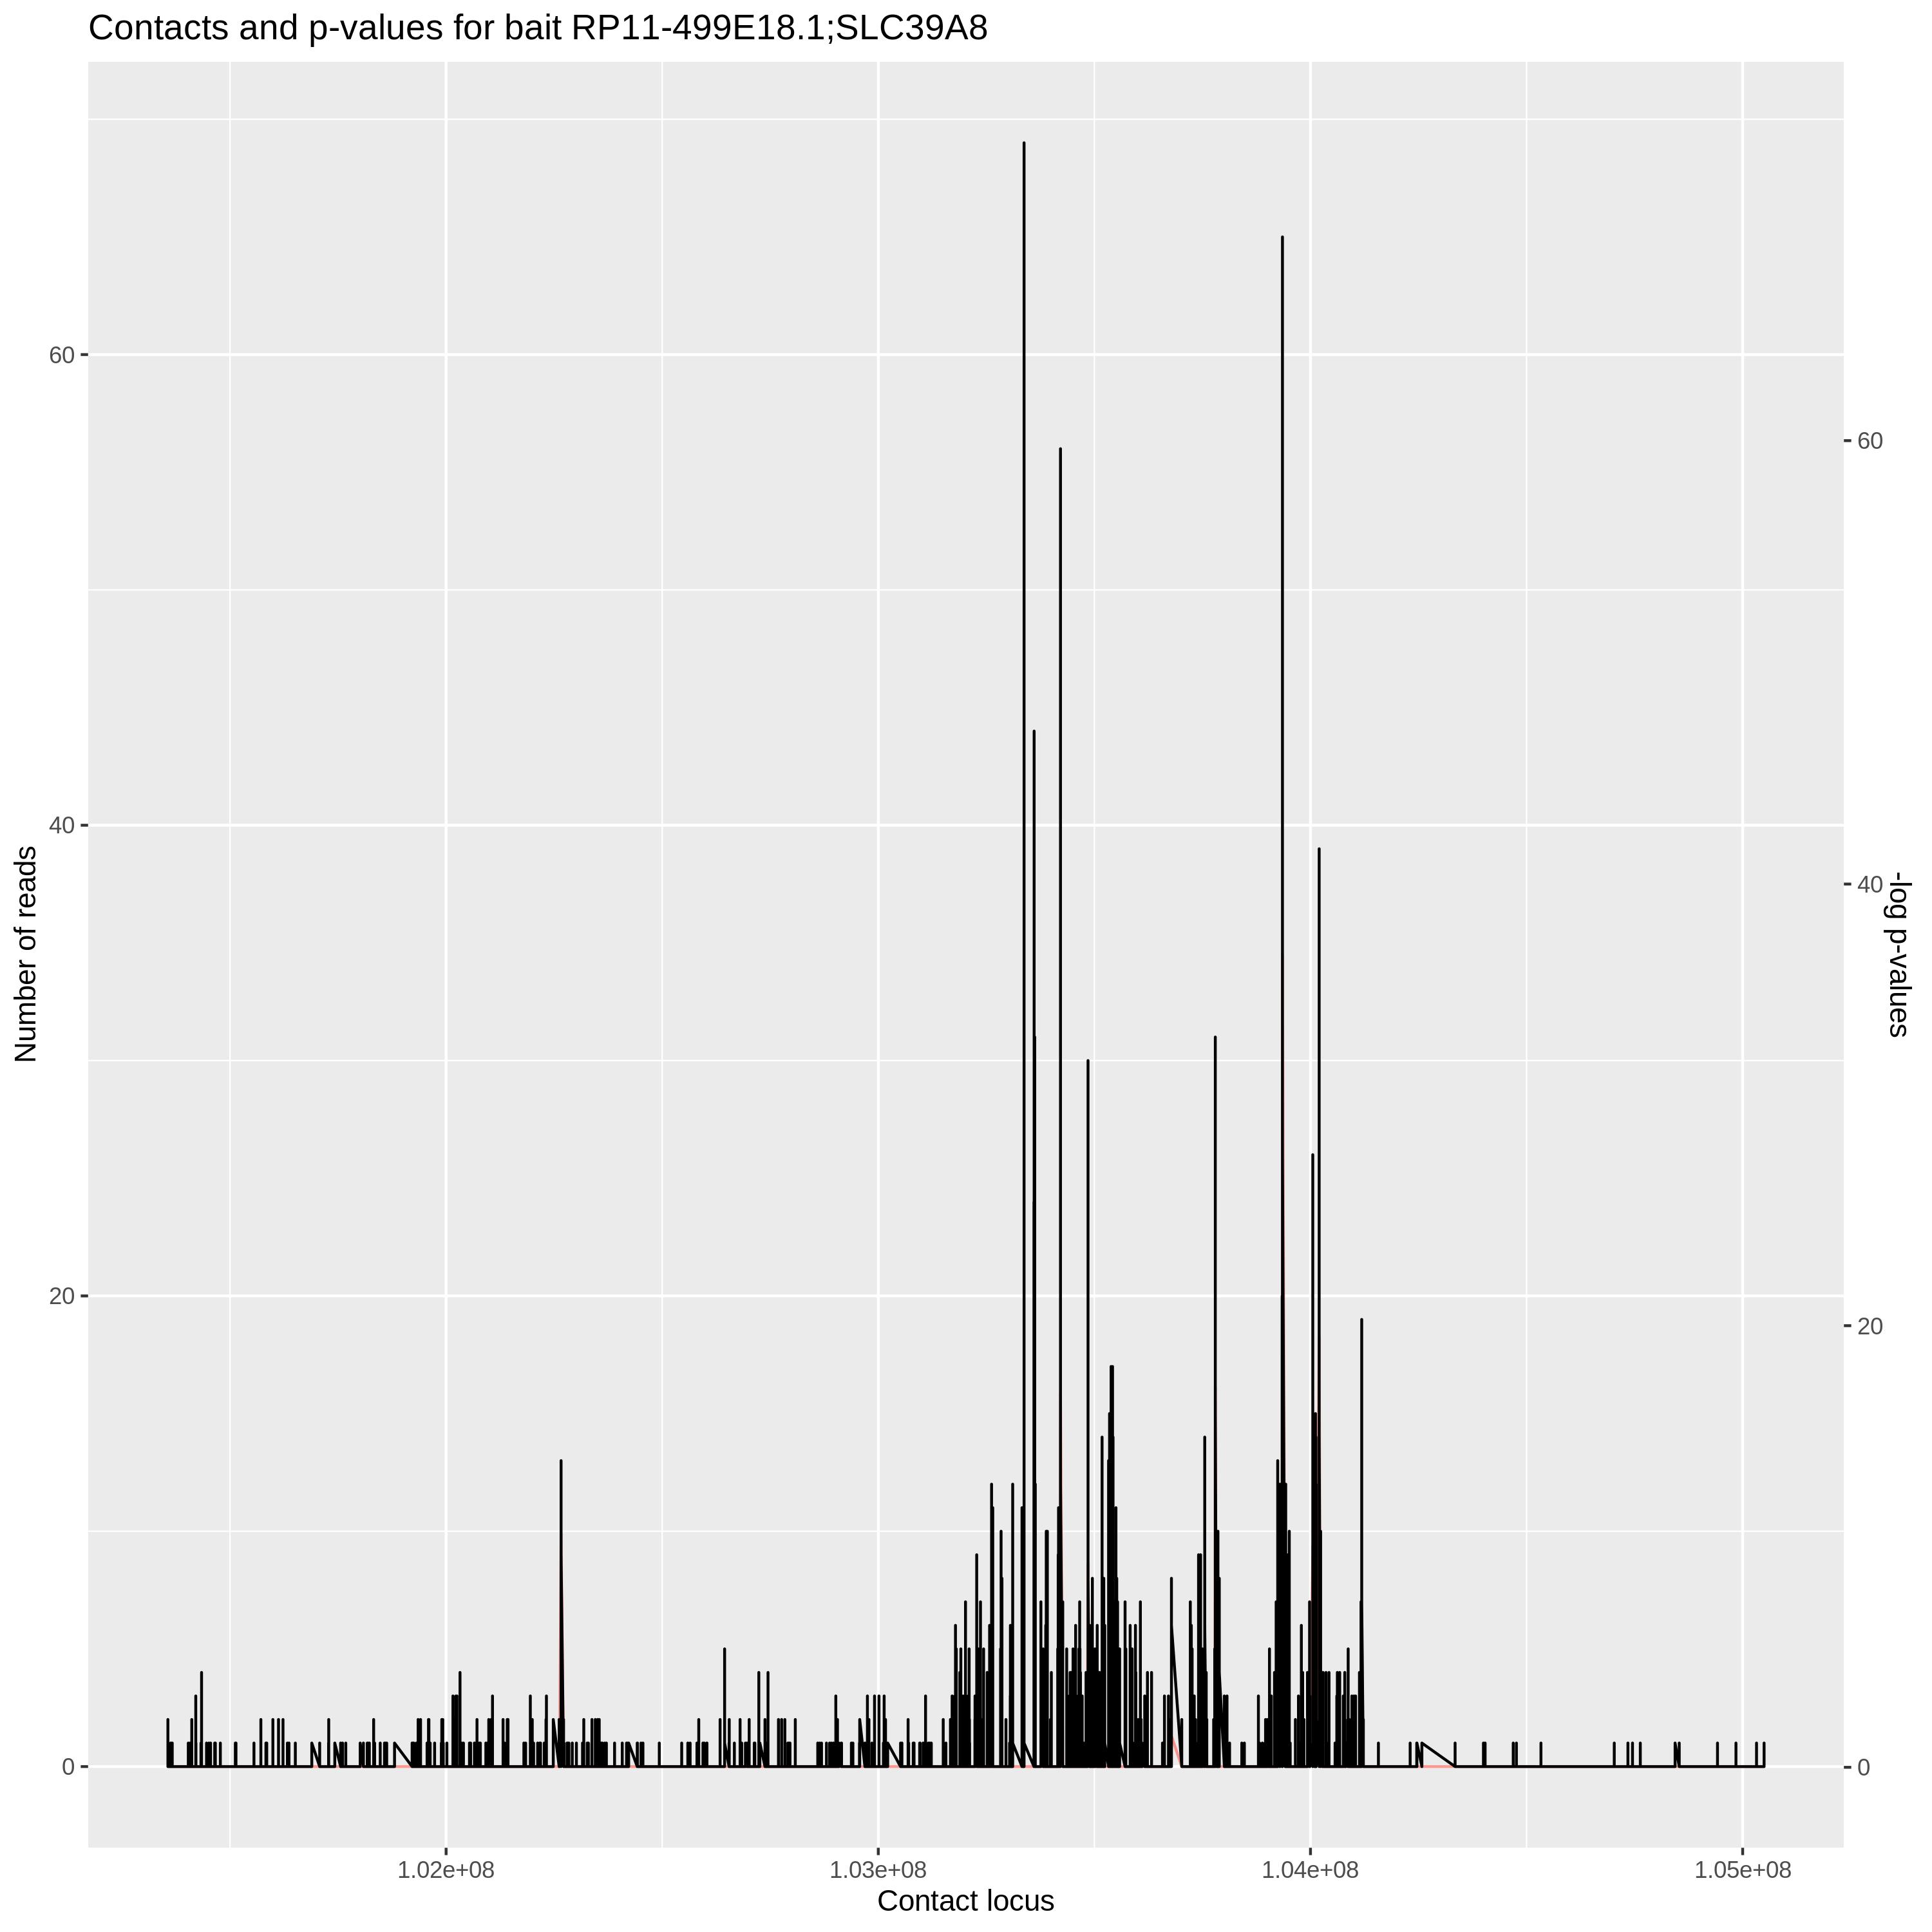 Contacts and p-values for bait RP11-499E18.1;SLC39A8
60
40
20
0
Number of reads
60
40
20
0
-log p-values
1.02e+08
1.03e+08
1.04e+08
1.05e+08
Contact locus